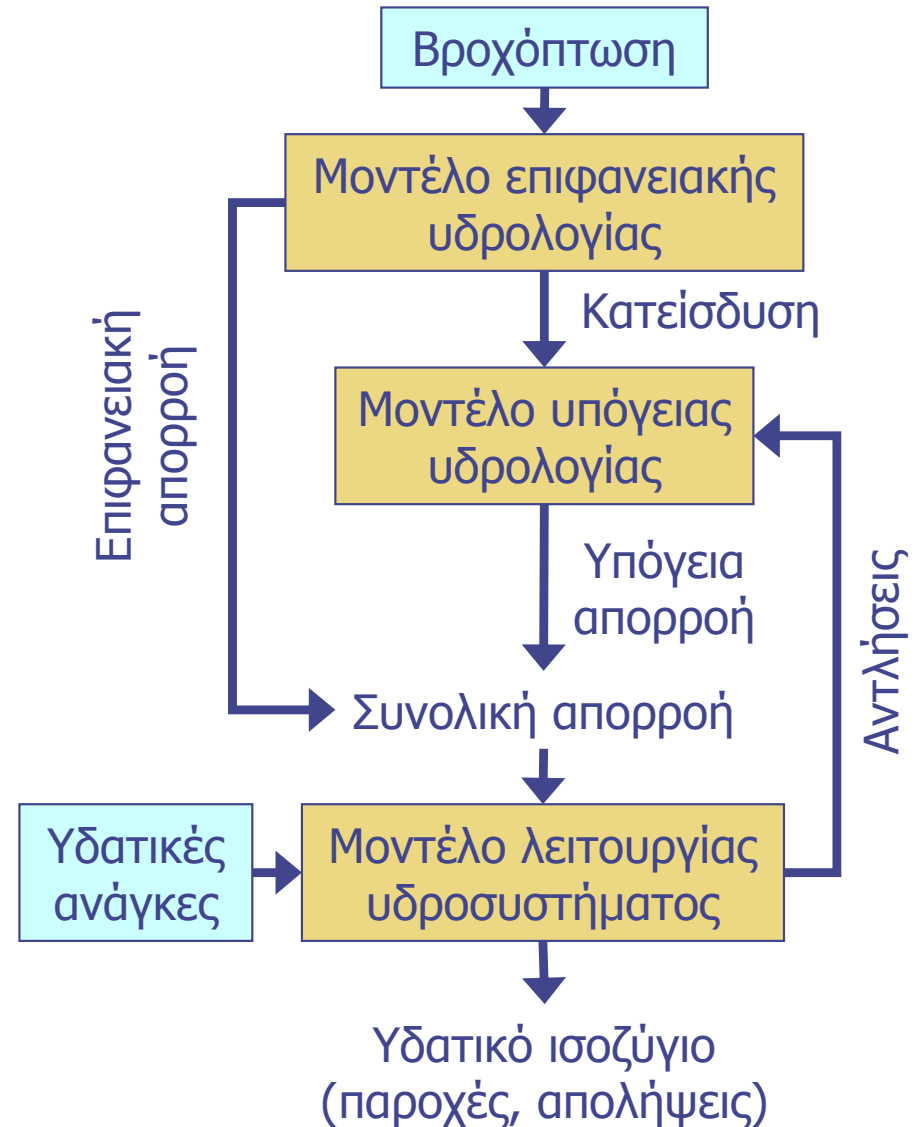 Βροχόπτωση
Μοντέλο επιφανειακής
υδρολογίας
Κατείσδυση
Επιφανειακή
απορροή
Μοντέλο υπόγειας
υδρολογίας
Υπόγεια
απορροή
Αντλήσεις
Συνολική απορροή
Υδατικές
ανάγκες
Μοντέλο λειτουργίας
υδροσυστήματος
Υδατικό ισοζύγιο
(παροχές, απολήψεις)